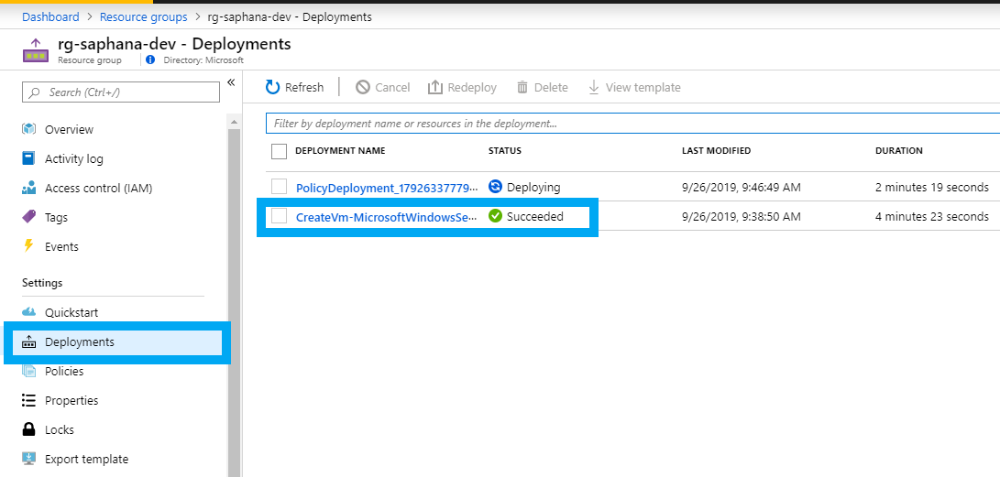 Dashboard > Resource groups > rg-saphana-dev - Deployments
rg-saphana-dev - Deployments
Resource group
Directory: Microsoft
Search (Ctrl+/)
Overview
Activity log
Access control (IAM)
Tags
Events
Settings
Quickstart
Deployments
Policies
Properties
Locks
Export template
Refresh
Cancel
Redeploy
Delete
View template
Filter by deployment name or resources in the deployment...
DEPLOYMENT NAME STATUS LAST MODIFIED DURATION
PolicyDeployment_17926337779... Deploying 9/26/2019, 9:46:49 AM 2 minutes 19 seconds
CreateVm-MicrosoftWindowsSe... Succeeded 9/26/2019, 9:38:50 AM 4 minutes 23 seconds